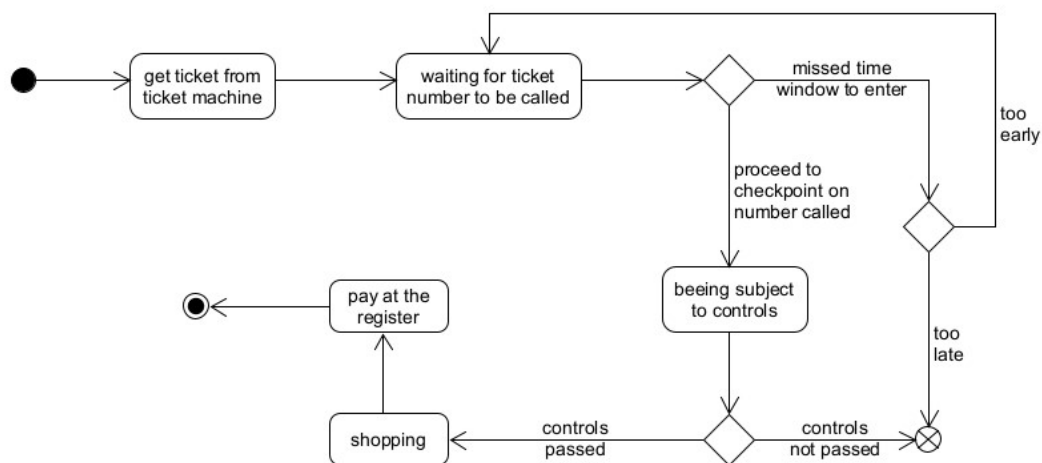 get ticket from
ticket machine
waiting for ticket
number to be called
missed time
window to enter
too
early
proceed to
checkpoint on
number called
beeing subject
to controls
pay at the
register
too
late
shopping
controls
passed
controls
not passed